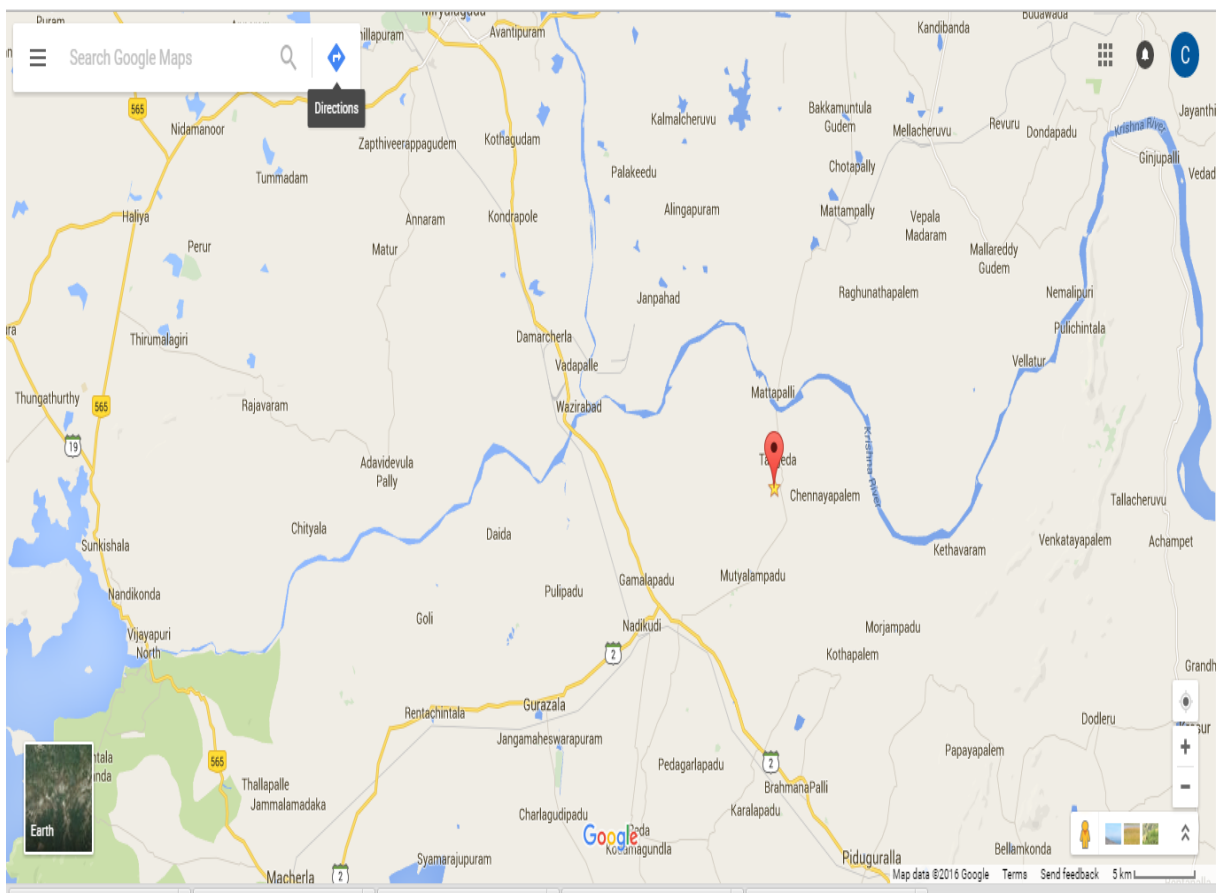 Puram
Search Google Maps
Directions
C
Miryalaguda
Avantipuram
Kandibanda
565
Nidamanoor
Zapthiveerappagudem
Kothagudam
Kalmalcheruvu
Bakkamuntula
Gudem
Mellacheruvu
Revuru
Dondapadu
Krishna River
Jayanthi
Ginjupalli
Tummadam
Palakeedu
Chotapally
Haliya
Annaram
Kondrapole
Alingapuram
Mattampally
Vepala
Madaram
Perur
Matur
Mallareddy
Gudem
Janpahad
Raghunathapalem
Nemalipuri
Thirumalagiri
Damarcherla
Pulichintala
Vadapalle
Vellatur
Thungathurthy
565
Rajavaram
Wazirabad
Mattapalli
19
Adavidevula
Pally
Krishna River
Chennayapalem
Tallacheruvu
Chityala
Daida
Sunkishala
Kethavaram
Venkatayapalem
Achampet
Nandikonda
Pulipadu
Gamalapadu
Mutyalampadu
Goli
Vijayapuri
North
Nadikudi
Morjampadu
2
Kothapalem
Rentachintala
Gurazala
Jangamaheswarapuram
Dodleru
565
Pedagarlapadu
2
Papayapalem
Thallapalle
Jammalamadaka
BrahmanaPalli
Charlagudipadu
Karalapadu
Earth
Google
Syamarajupuram
Bellamkonda
Macherla
2
Piduguralla
Map data ©2016 Google Terms Send feedback 5 km